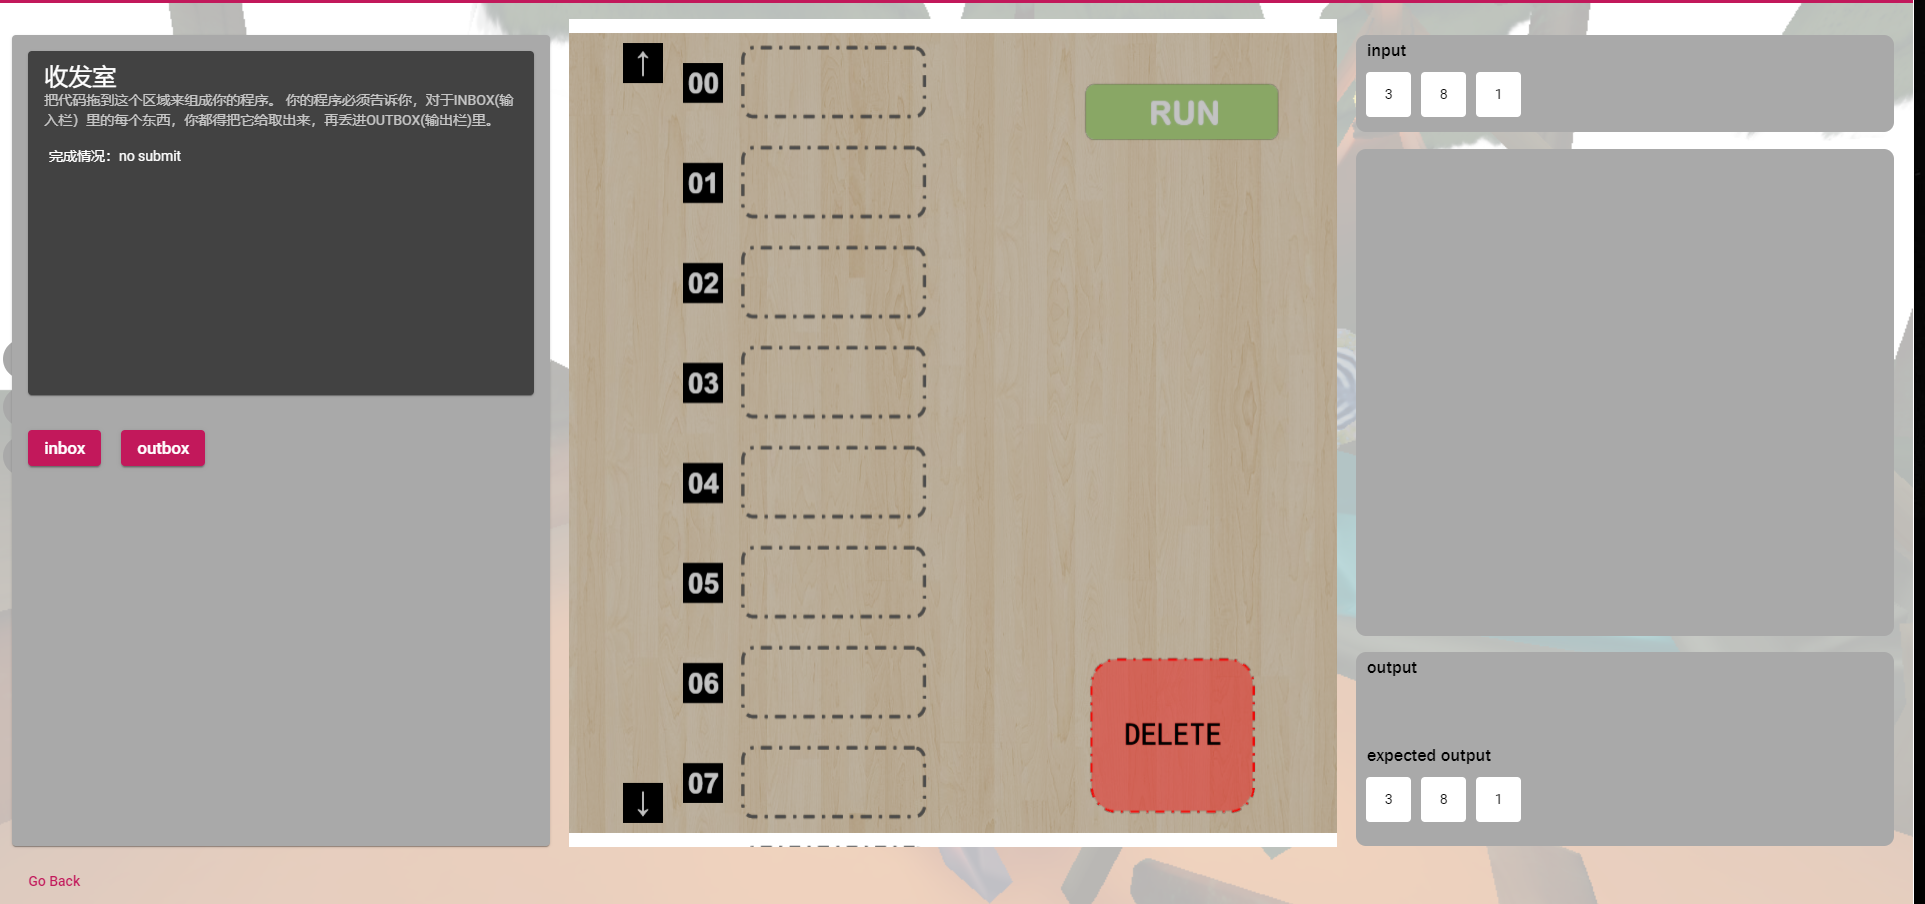 收发室
把代码拖到这个区域来组成你的程序。 你的程序必须告诉你，对于INBOX(输
入栏）里的每个东西，你都得把它给取出来，再丢进OUTBOX(输出栏)里。
完成情况：no submit
inbox
outbox
Go Back
↑
00
01
02
03
04
05
06
07
↓
RUN
DELETE
input
3 8 1
output
expected output
3 8 1